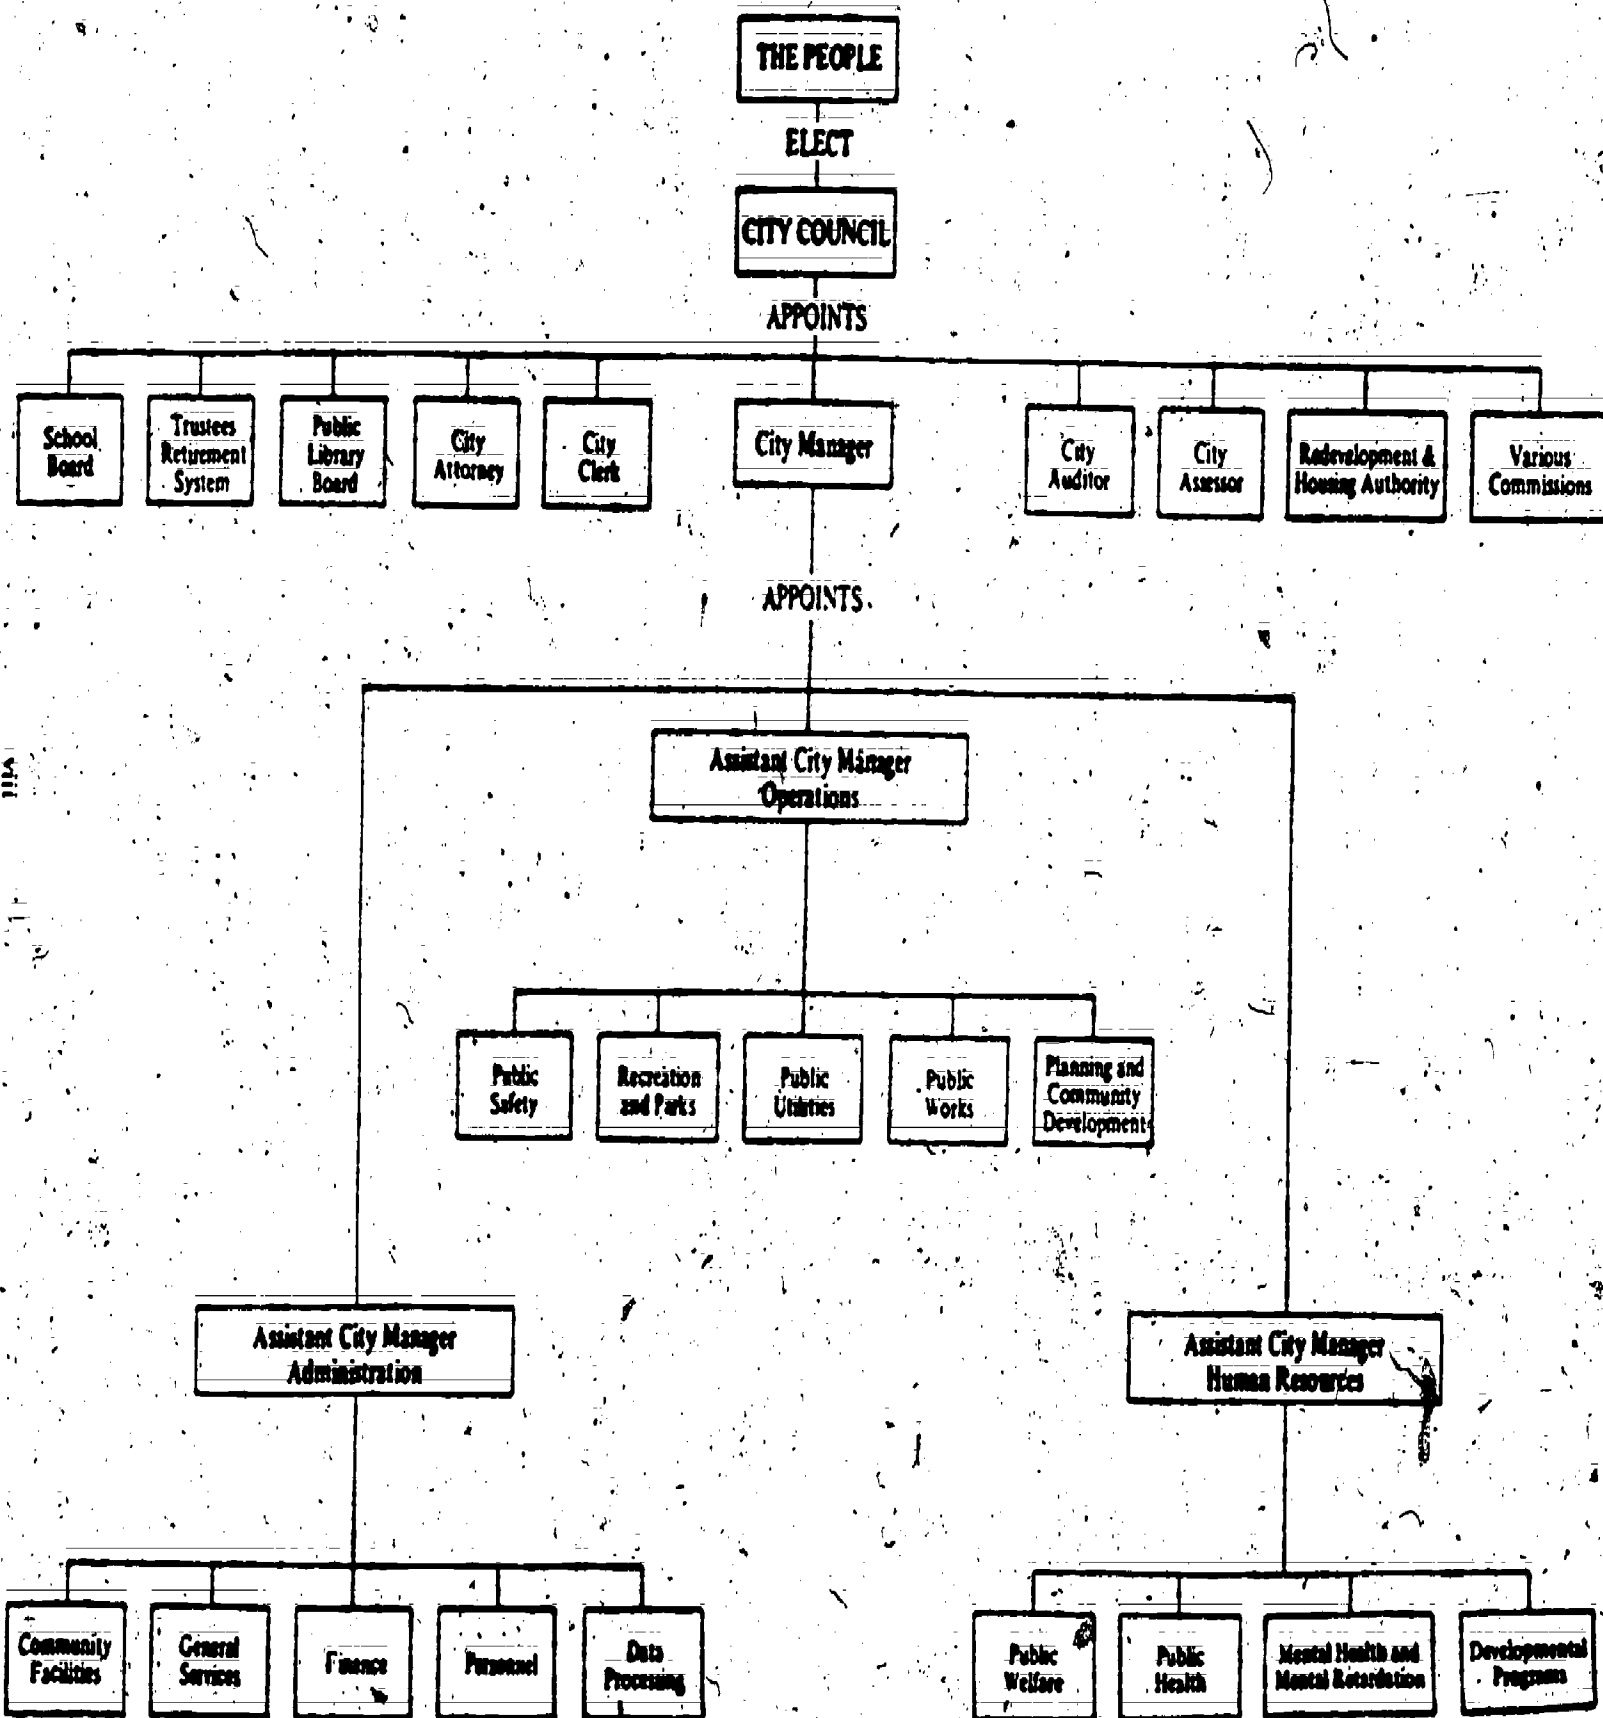 THE PEOPLE
ELECT
CITY COUNCIL
APPOINTS
School
Board
Trustees
Retirement
System
Public
Library
Board
City
Attorney
City
Clerk
City Manager
City
Auditor
City
Assessor
Redevelopment &
Housing Authority
Various
Commissions
APPOINTS
viii
Assistant City Manager
Operations
Public
Safety
Recreation
and Parks
Public
Utilities
Public
Works
Planning and
Community
Development
Assistant City Manager
Administration
Assistant City Manager
Human Resources
Community
Facilities
General
Services
Finance
Personnel
Data
Processing
Public
Welfare
Public
Health
Mental Health and
Mental Retardation
Developmental
Programs